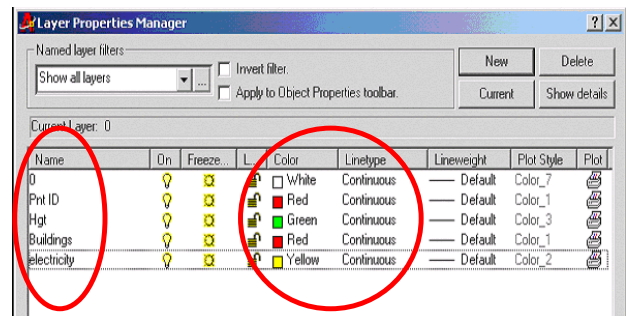 Layer Properties Manager
Named layer filters
Show all layers ... Invert filter. New Delete
Apply to Object Properties toolbar. Current Show details
Current Layer: 0
Name On Freeze... L... Color Linetype Lineweight Plot Style Plot
0 White Continuous Default Color_7
Pnt ID Red Continuous Default Color_1
Hgt Green Continuous Default Color_3
Buildings Red Continuous Default Color_1
electricity Yellow Continuous Default Color_2